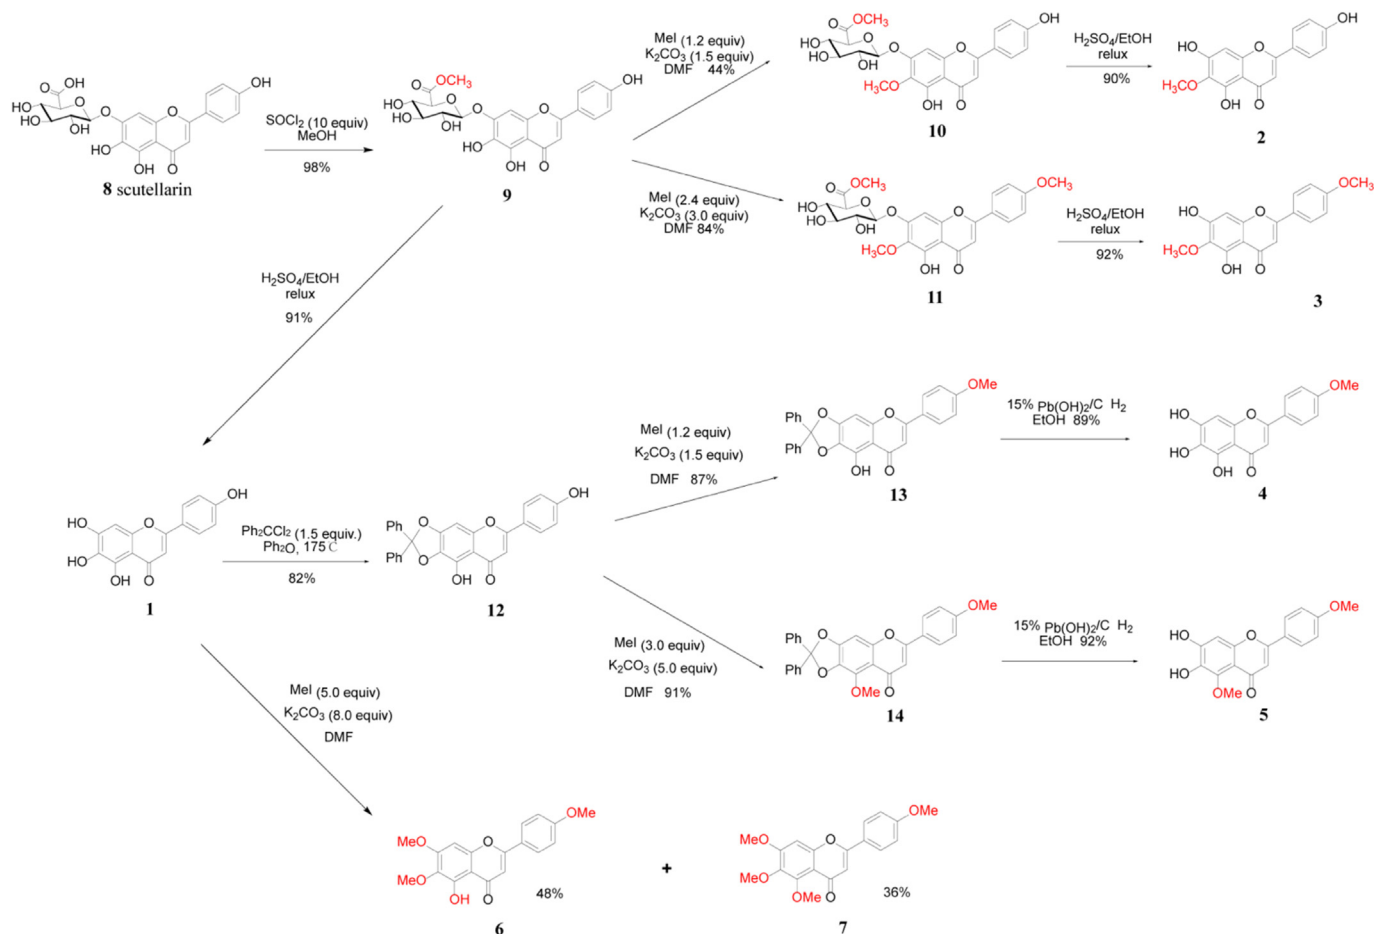 OH
O
OH
HO
HO
OH
O
O
O
HO
OH
O
8 scutellarin
SOCl2 (10 equiv)
MeOH
98%
O
OCH3
OH
HO
HO
OH
O
O
O
HO
OH
O
9
MeI (1.2 equiv)
K2CO3 (1.5 equiv)
DMF 44%
O
OCH3
OH
HO
HO
OH
O
O
O
OCH3
OH
O
10
H2SO4/EtOH
relux
90%
OH
HO
O
H3CO
OH
O
2
MeI (2.4 equiv)
K2CO3 (3.0 equiv)
DMF 84%
O
OCH3
OCH3
HO
HO
OH
O
O
O
OCH3
OH
O
11
H2SO4/EtOH
relux
92%
OCH3
HO
O
H3CO
OH
O
3
H2SO4/EtOH
relux
91%
OH
HO
O
HO
OH
O
1
Ph2CCl2 (1.5 equiv.)
Ph2O, 175℃
82%
OH
Ph
O
O
Ph
O
OH
O
12
MeI (1.2 equiv)
K2CO3 (1.5 equiv)
DMF 87%
OMe
Ph
O
O
Ph
O
OH
O
13
15% Pb(OH)2/C H2
EtOH 89%
OMe
HO
O
HO
OH
O
4
MeI (3.0 equiv)
K2CO3 (5.0 equiv)
DMF 91%
OMe
Ph
O
O
Ph
O
OMe
O
14
15% Pb(OH)2/C H2
EtOH 92%
OMe
HO
O
HO
OMe
O
5
MeI (5.0 equiv)
K2CO3 (8.0 equiv)
DMF
OMe
MeO
O
MeO
OH
O
48%
6
+
OMe
MeO
O
MeO
OMe
O
36%
7